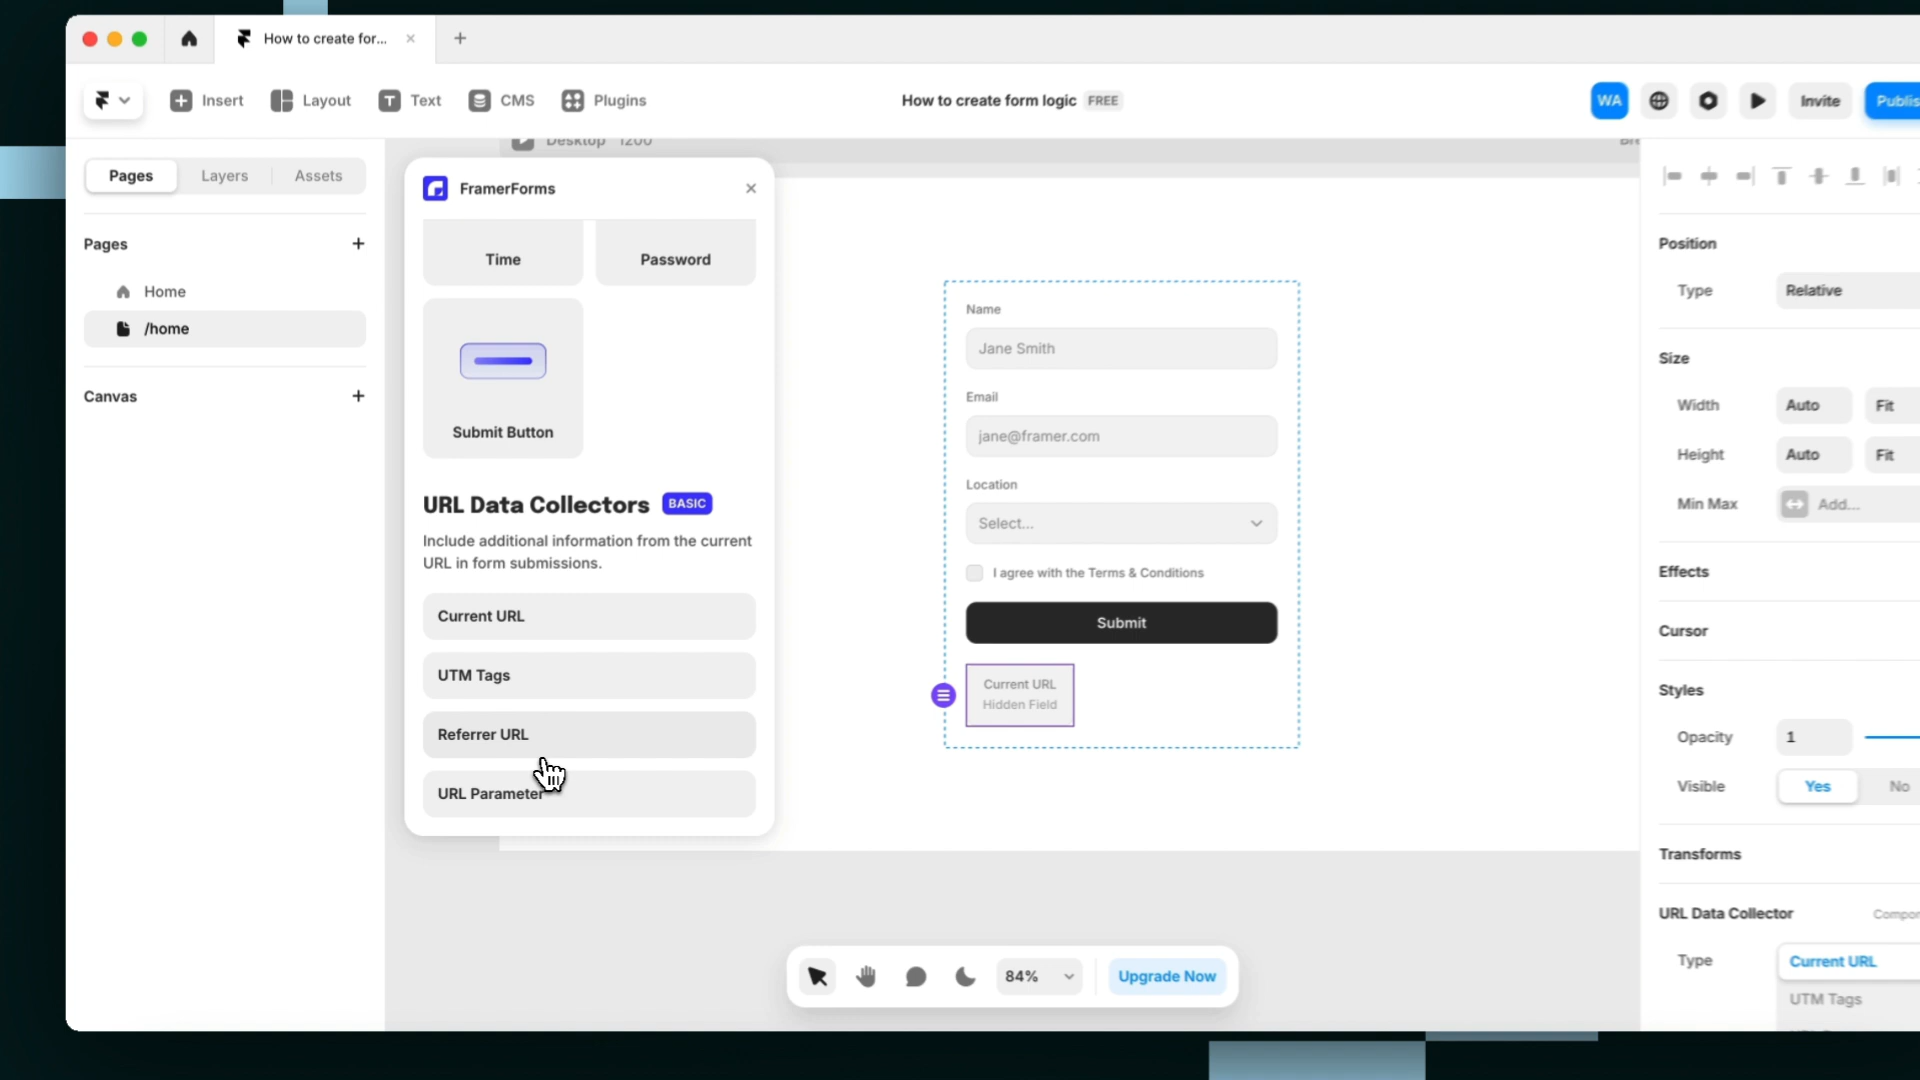 How to create for...
Insert
Layout
Text
CMS
Plugins
How to create form logic FREE
WA
Invite
Publis
Pages
Layers
Assets
Pages
Home
/home
Canvas
Desktop 1200
FramerForms
Time
Password
Submit Button
URL Data Collectors BASIC
Include additional information from the current
URL in form submissions.
Current URL
UTM Tags
Referrer URL
URL Parameter
Name
Jane Smith
Email
jane@framer.com
Location
Select...
I agree with the Terms & Conditions
Submit
Current URL
Hidden Field
84%
Upgrade Now
Position
Type
Relative
Size
Width
Auto
Fit
Height
Auto
Fit
Min Max
Add...
Effects
Cursor
Styles
Opacity
1
Visible
Yes
No
Transforms
URL Data Collector
Compor
Type
Current URL
UTM Tags